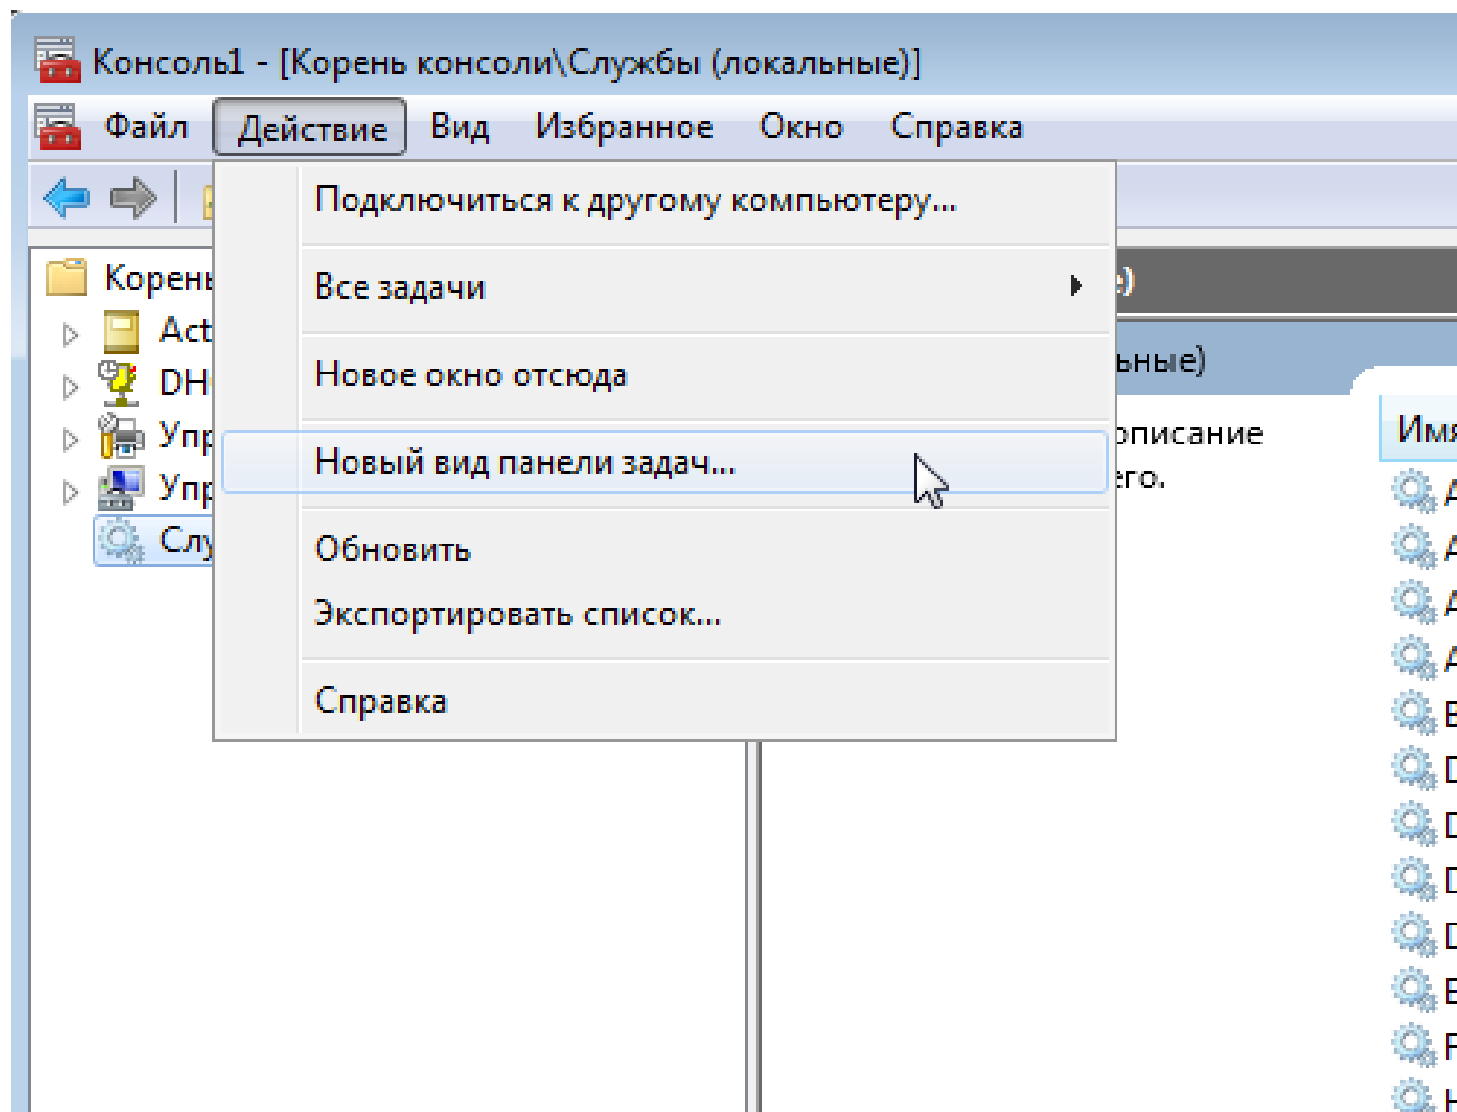 Консоль1 - [Корень консоли\Службы (локальные)]
Файл Действие Вид Избранное Окно Справка
Подключиться к другому компьютеру...
Все задачи
Новое окно отсюда
Новый вид панели задач...
Обновить
Экспортировать список...
Справка
Корень
Act
DH
Упр
Упр
Слу
е)
ьные)
описание
его.
Имя